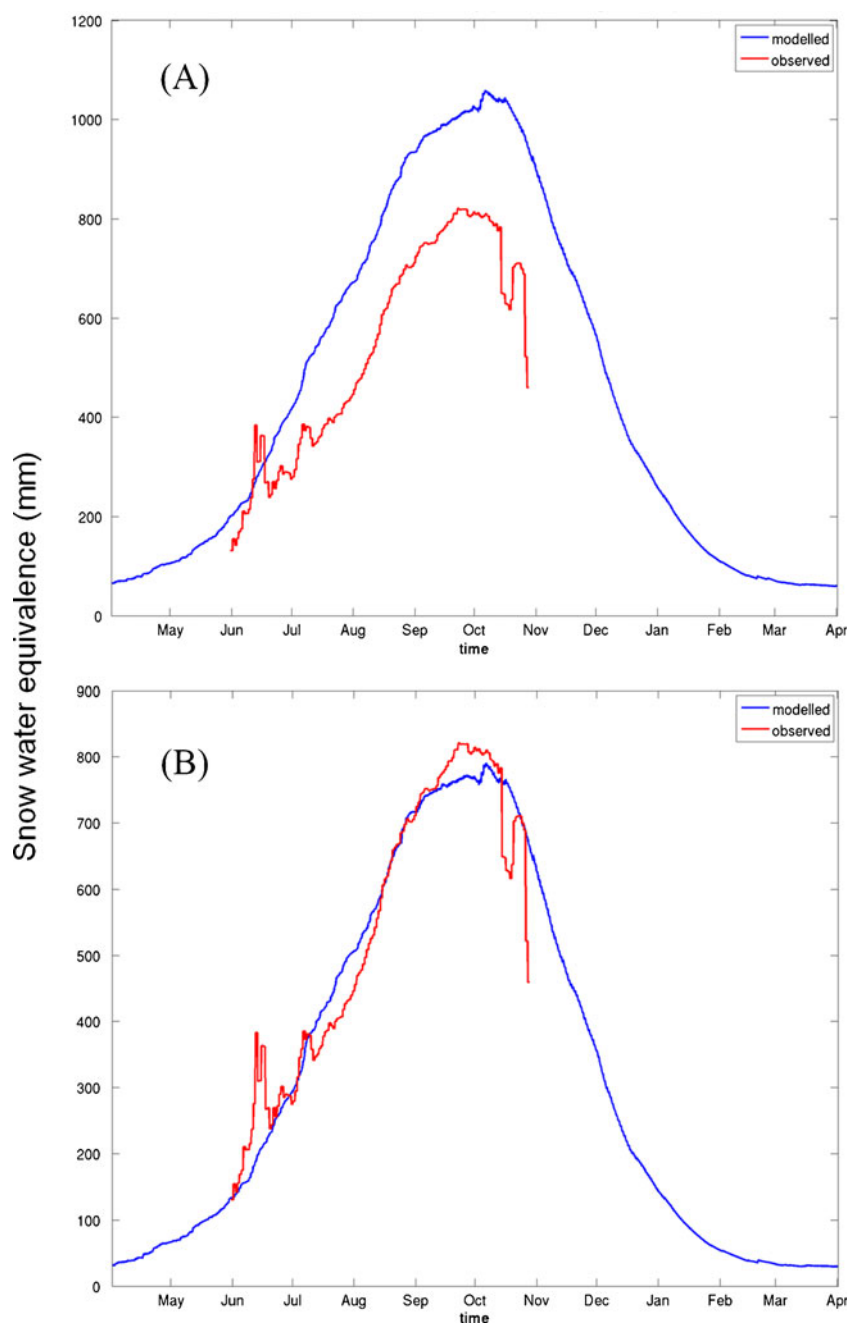 Snow water equivalence (mm)
(A)
modelled
observed
1200
1000
800
600
400
200
0
May Jun Jul Aug Sep Oct Nov Dec Jan Feb Mar Apr
time
(B)
modelled
observed
900
800
700
600
500
400
300
200
100
0
May Jun Jul Aug Sep Oct Nov Dec Jan Feb Mar Apr
time